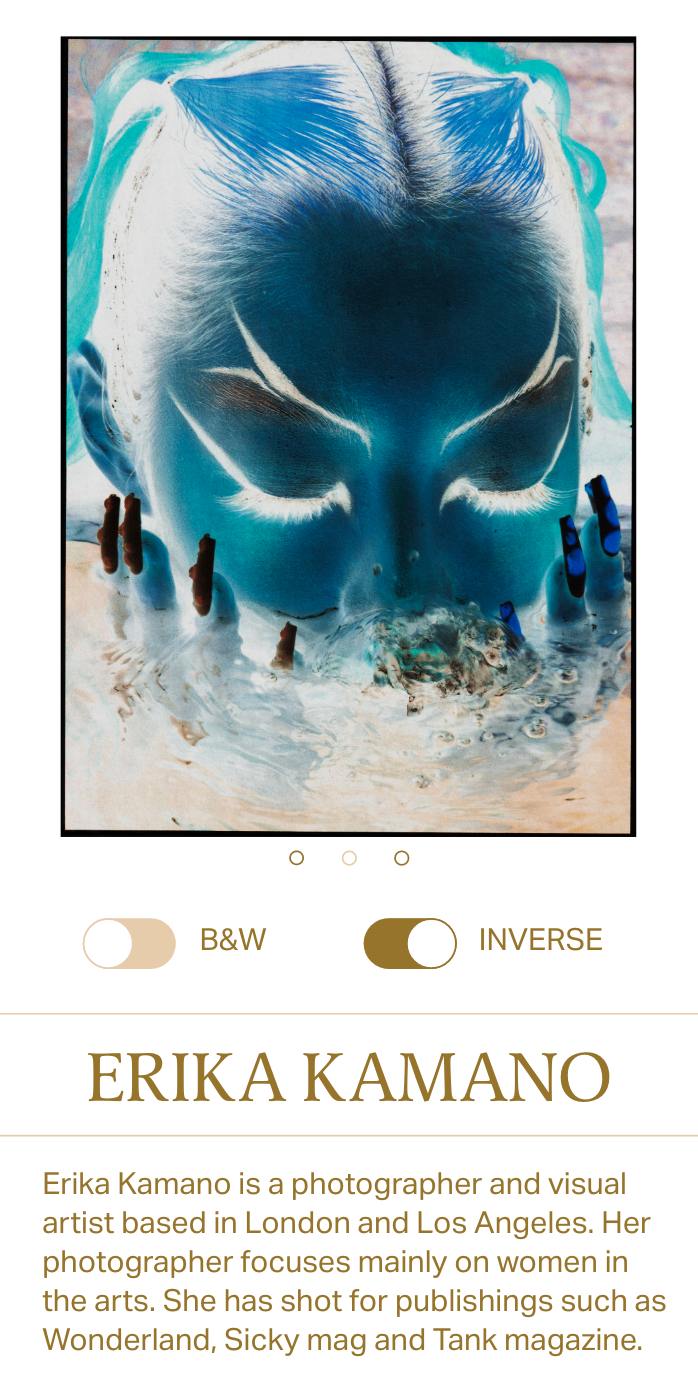 B&W INVERSE
ERIKA KAMANO
Erika Kamano is a photographer and visual
artist based in London and Los Angeles. Her
photographer focuses mainly on women in
the arts. She has shot for publishings such as
Wonderland, Sicky mag and Tank magazine.